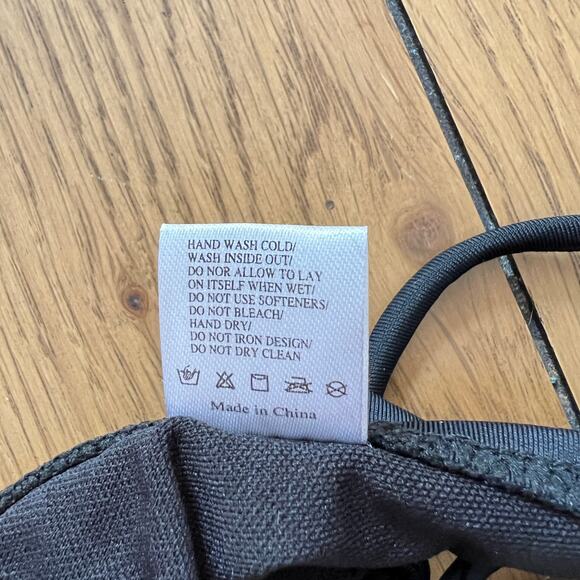 HAND WASH COLD/
WASH INSIDE OUT/
DO NOR ALLOW TO LAY
ON ITSELF WHEN WET/
DO NOT USE SOFTENERS/
DO NOT BLEACH/
HAND DRY/
DO NOT IRON DESIGN/
DO NOT DRY CLEAN
Made in China